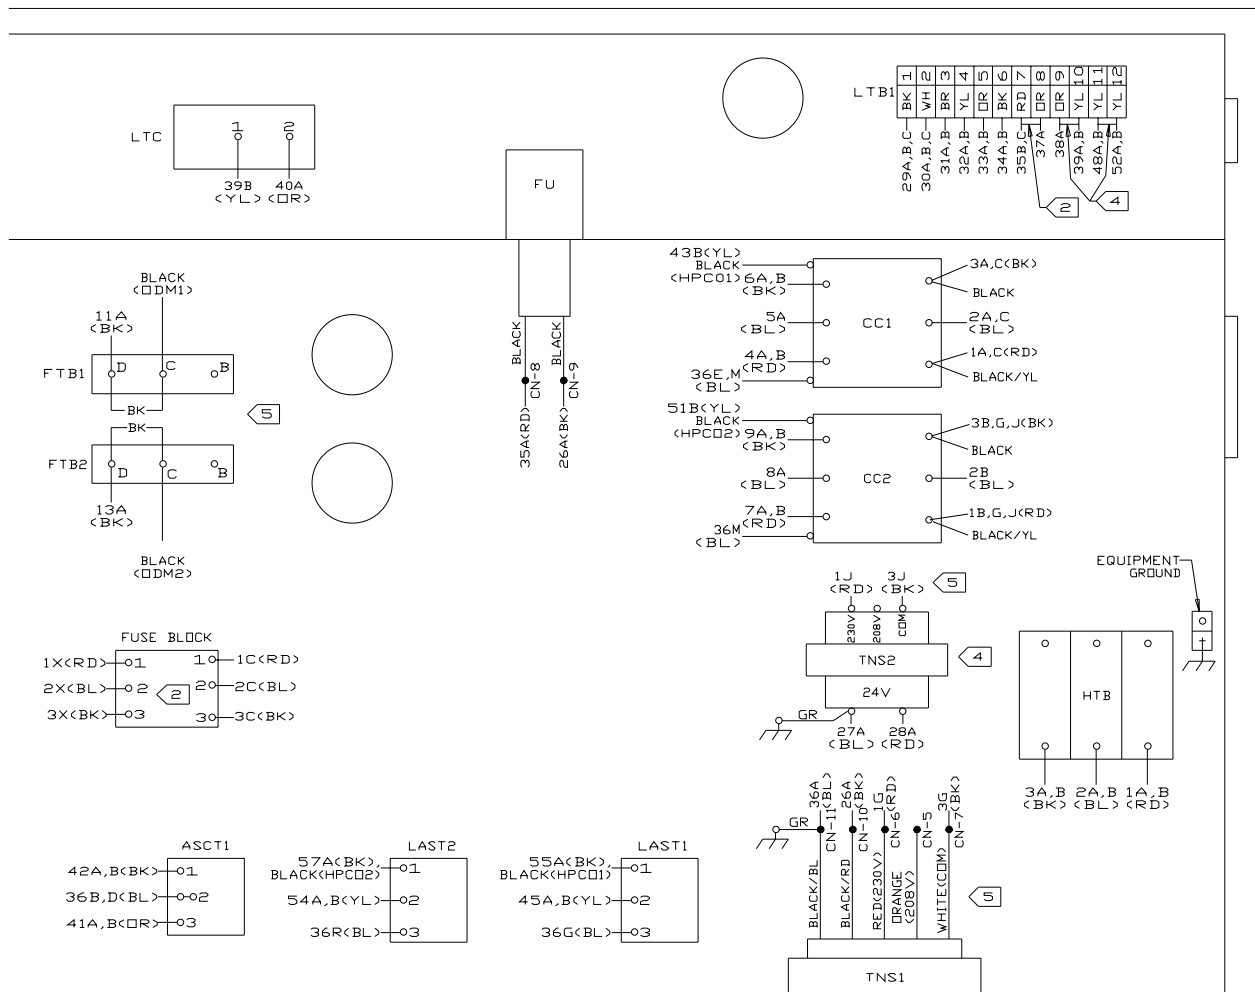 LTC
1 2
39B
(YL)
40A
(OR)
FU
LTB1
1 2 3 4 5 6 7 8 9 10 11 12
BK WH BR YL OR BK RD OR OR YL YL YL
29A,B,C
30A,B,C
31A,B
32A,B
33A,B
34A,B
35B,C
37A
38A
39A,B
48A,B
52A,B
2
4
BLACK
(ODM1)
11A
(BK)
FTB1
D C B
BK
5
BK
FTB2
D C B
13A
(BK)
BLACK
(ODM2)
BLACK
BLACK
CN-8
CN-9
35A(RD)
26A(BK)
43B(YL)
BLACK
(HPCO1)
6A,B
(BK)
5A
(BL)
4A,B
(RD)
36E,M
(BL)
CC1
3A,C(BK)
BLACK
2A,C
(BL)
1A,C(RD)
BLACK/YL
51B(YL)
BLACK
(HPCO2)
9A,B
(BK)
8A
(BL)
7A,B
(RD)
36M
(BL)
CC2
3B,G,J(BK)
BLACK
2B
(BL)
1B,G,J(RD)
BLACK/YL
EQUIPMENT
GROUND
1J
(RD)
3J
(BK)
5
230V
208V
COM
TNS2
4
24V
GR
27A
(BL)
28A
(RD)
HTB
3A,B
(BK)
2A,B
(BL)
1A,B
(RD)
FUSE BLOCK
1X(RD) 1 1 1C(RD)
2X(BL) 2 2 2C(BL)
2
3X(BK) 3 3 3C(BK)
ASCT1
42A,B(BK) 1
36B,D(BL) 2
41A,B(OR) 3
LAST2
57A(BK),
BLACK(HPCO2) 1
54A,B(YL) 2
36R(BL) 3
LAST1
55A(BK),
BLACK(HPCO1) 1
45A,B(YL) 2
36G(BL) 3
36A
(BL)
26A
(BK)
1G
(RD)
3G
(BK)
GR
CN-11
CN-10
CN-6
CN-5
CN-7
BLACK/BL
BLACK/RD
RED(230V)
ORANGE
(208V)
WHITE(COM)
5
TNS1